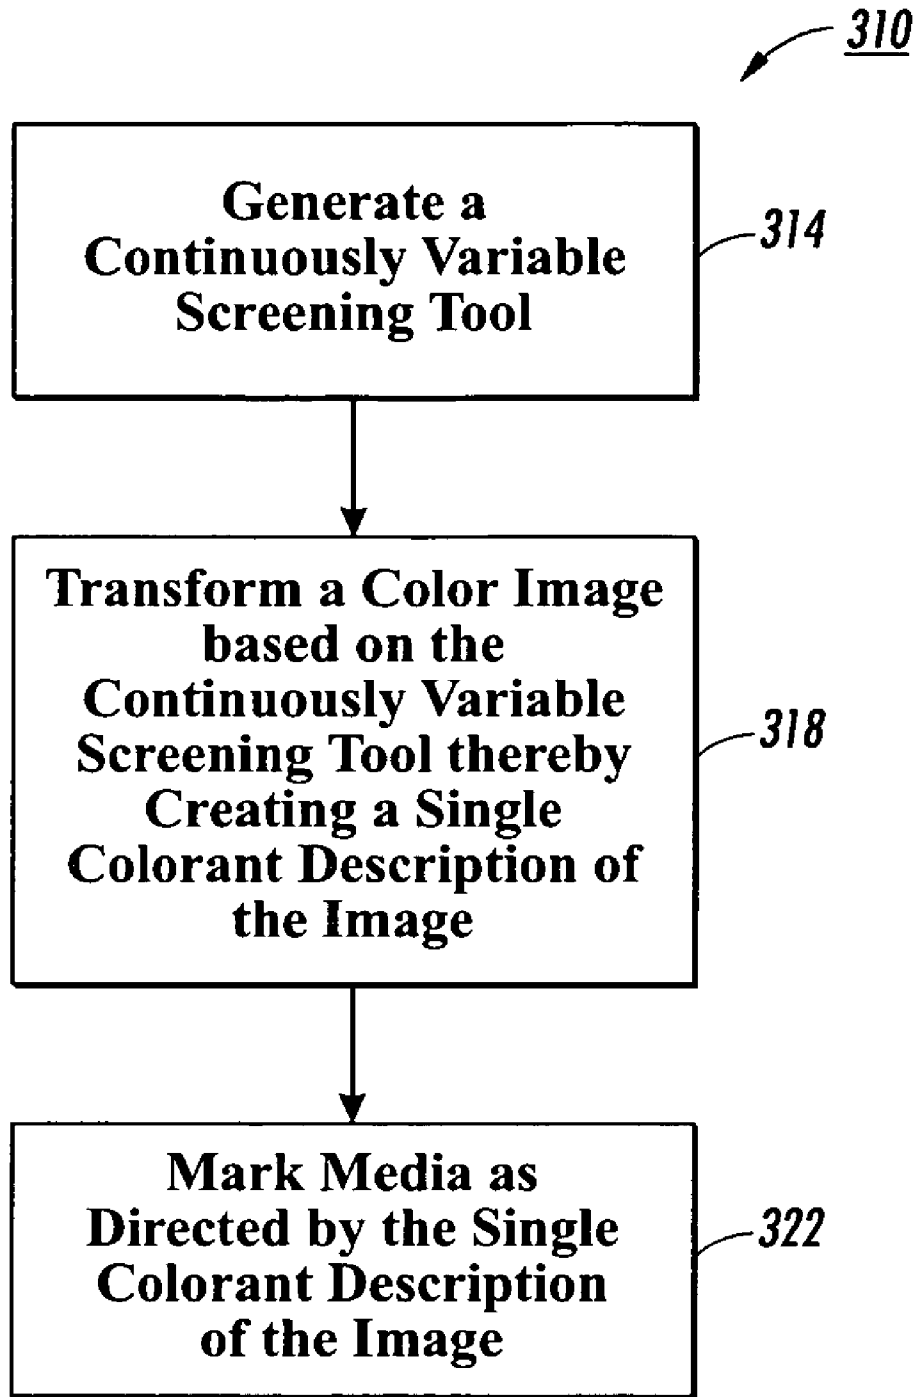 310
Generate a
Continuously Variable
Screening Tool
314
Transform a Color Image
based on the
Continuously Variable
Screening Tool thereby
Creating a Single
Colorant Description of
the Image
318
Mark Media as
Directed by the Single
Colorant Description
of the Image
322